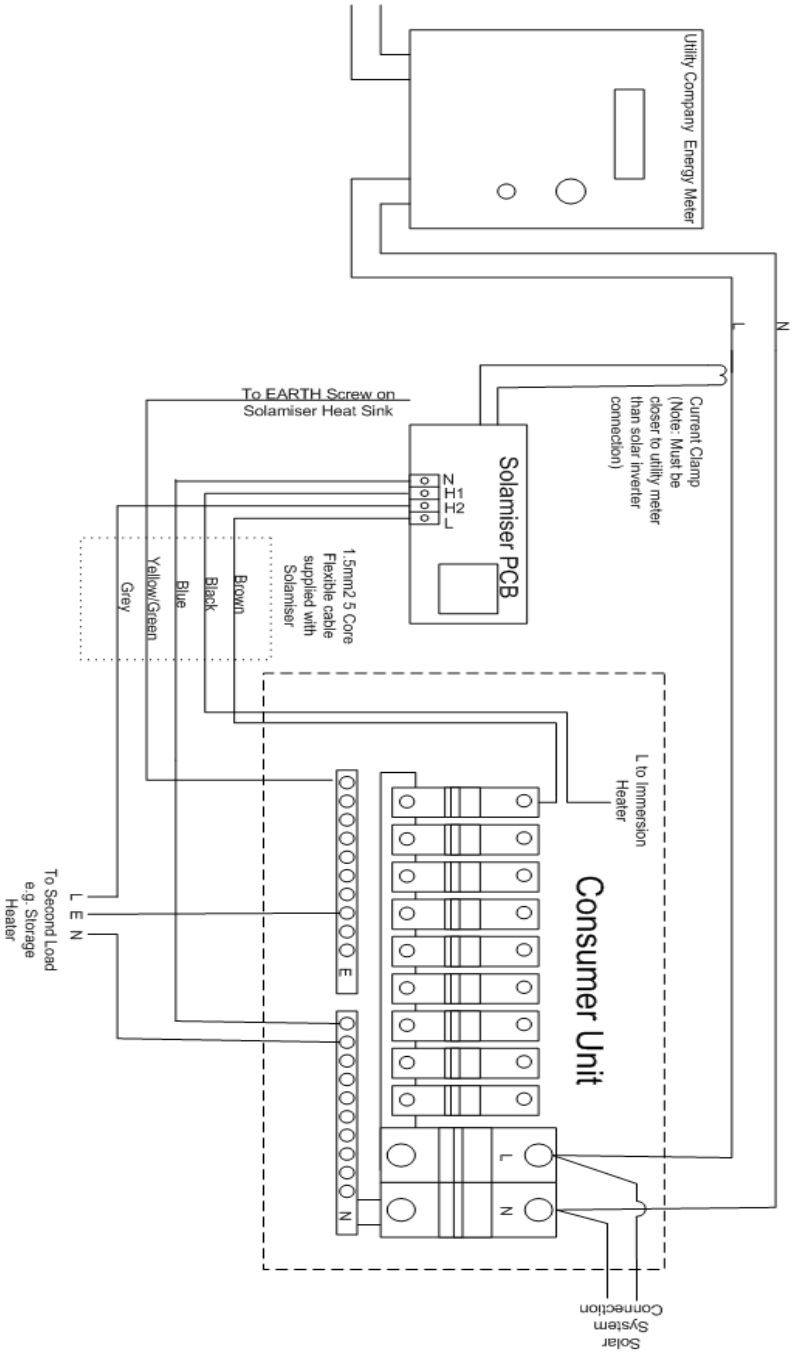 Utility Company Energy Meter
N
L
Current Clamp
(Note: Must be
closer to utility meter
than solar inverter
connection)
To EARTH Screw on
Solamiser Heat Sink
Solamiser PCB
N
H1
H2
L
1.5mm2 5 Core
Flexible cable
supplied with
Solamiser
Brown
Black
Blue
Yellow/Green
Grey
L to Immersion
Heater
Consumer Unit
E
N
L
N
L E N
To Second Load
e.g. Storage
Heater
Solar
System
Connection